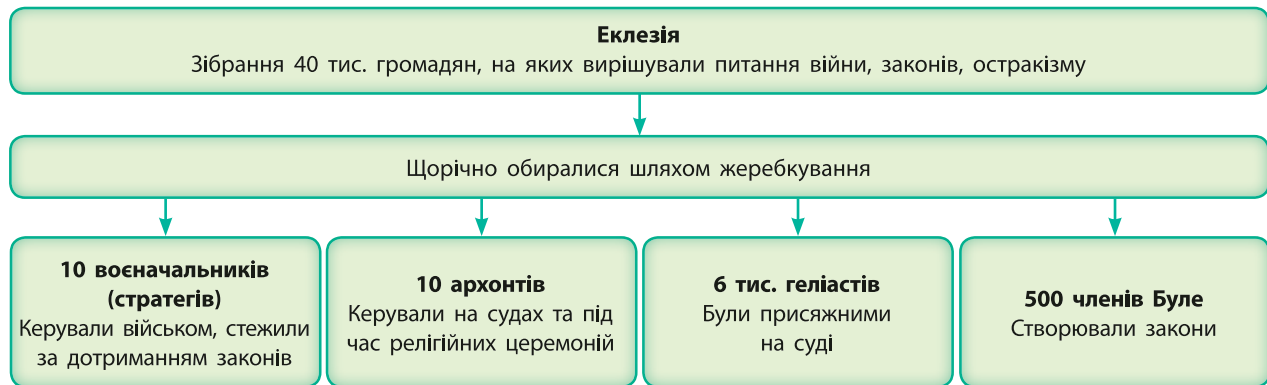 Еклезія
Зібрання 40 тис. громадян, на яких вирішували питання війни, законів, остракізму
Щорічно обиралися шляхом жеребкування
10 воєначальників
(стратегів)
Керували військом, стежили
за дотриманням законів
10 архонтів
Керували на судах та під
час релігійних церемоній
6 тис. геліастів
Були присяжними
на суді
500 членів Буле
Створювали закони